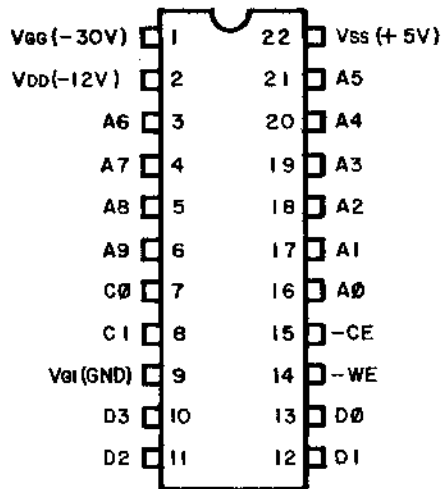 VGG (-30V) 1 22 VSS (+5V)
VDD (-12V) 2 21 A5
A6 3 20 A4
A7 4 19 A3
A8 5 18 A2
A9 6 17 A1
CØ 7 16 AØ
C1 8 15 -CE
VGI (GND) 9 14 -WE
D3 10 13 DØ
D2 11 12 D1